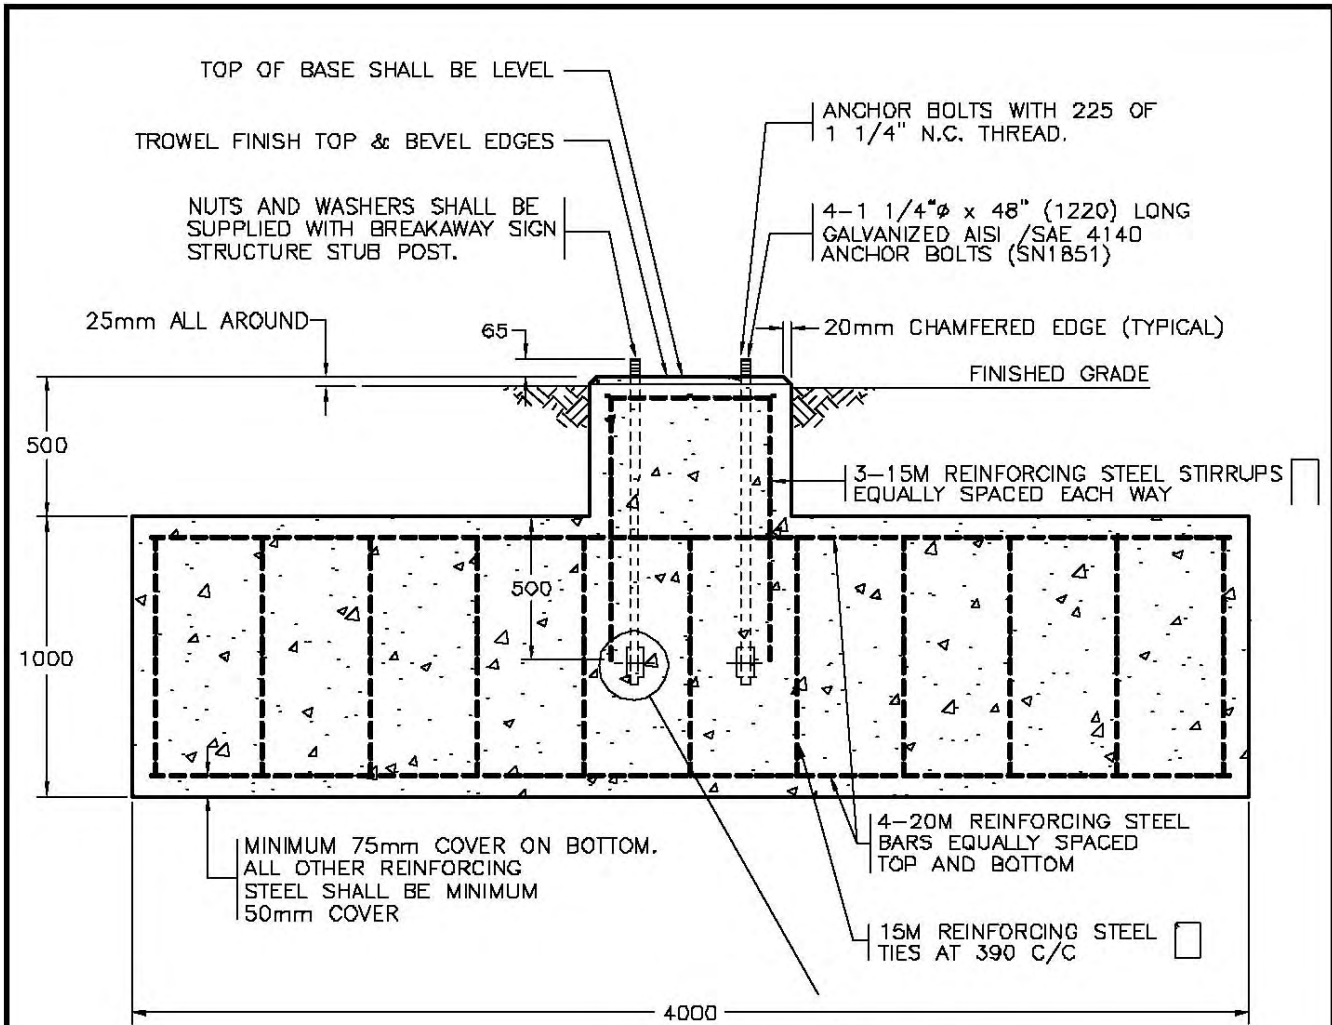 TOP OF BASE SHALL BE LEVEL
TROWEL FINISH TOP & BEVEL EDGES
NUTS AND WASHERS SHALL BE
SUPPLIED WITH BREAKAWAY SIGN
STRUCTURE STUB POST.
25mm ALL AROUND
65
ANCHOR BOLTS WITH 225 OF
1 1/4" N.C. THREAD.
4-1 1/4"ø x 48" (1220) LONG
GALVANIZED AISI /SAE 4140
ANCHOR BOLTS (SN1851)
20mm CHAMFERED EDGE (TYPICAL)
FINISHED GRADE
500
3-15M REINFORCING STEEL STIRRUPS
EQUALLY SPACED EACH WAY
500
1000
MINIMUM 75mm COVER ON BOTTOM.
ALL OTHER REINFORCING
STEEL SHALL BE MINIMUM
50mm COVER
4-20M REINFORCING STEEL
BARS EQUALLY SPACED
TOP AND BOTTOM
15M REINFORCING STEEL
TIES AT 390 C/C
4000